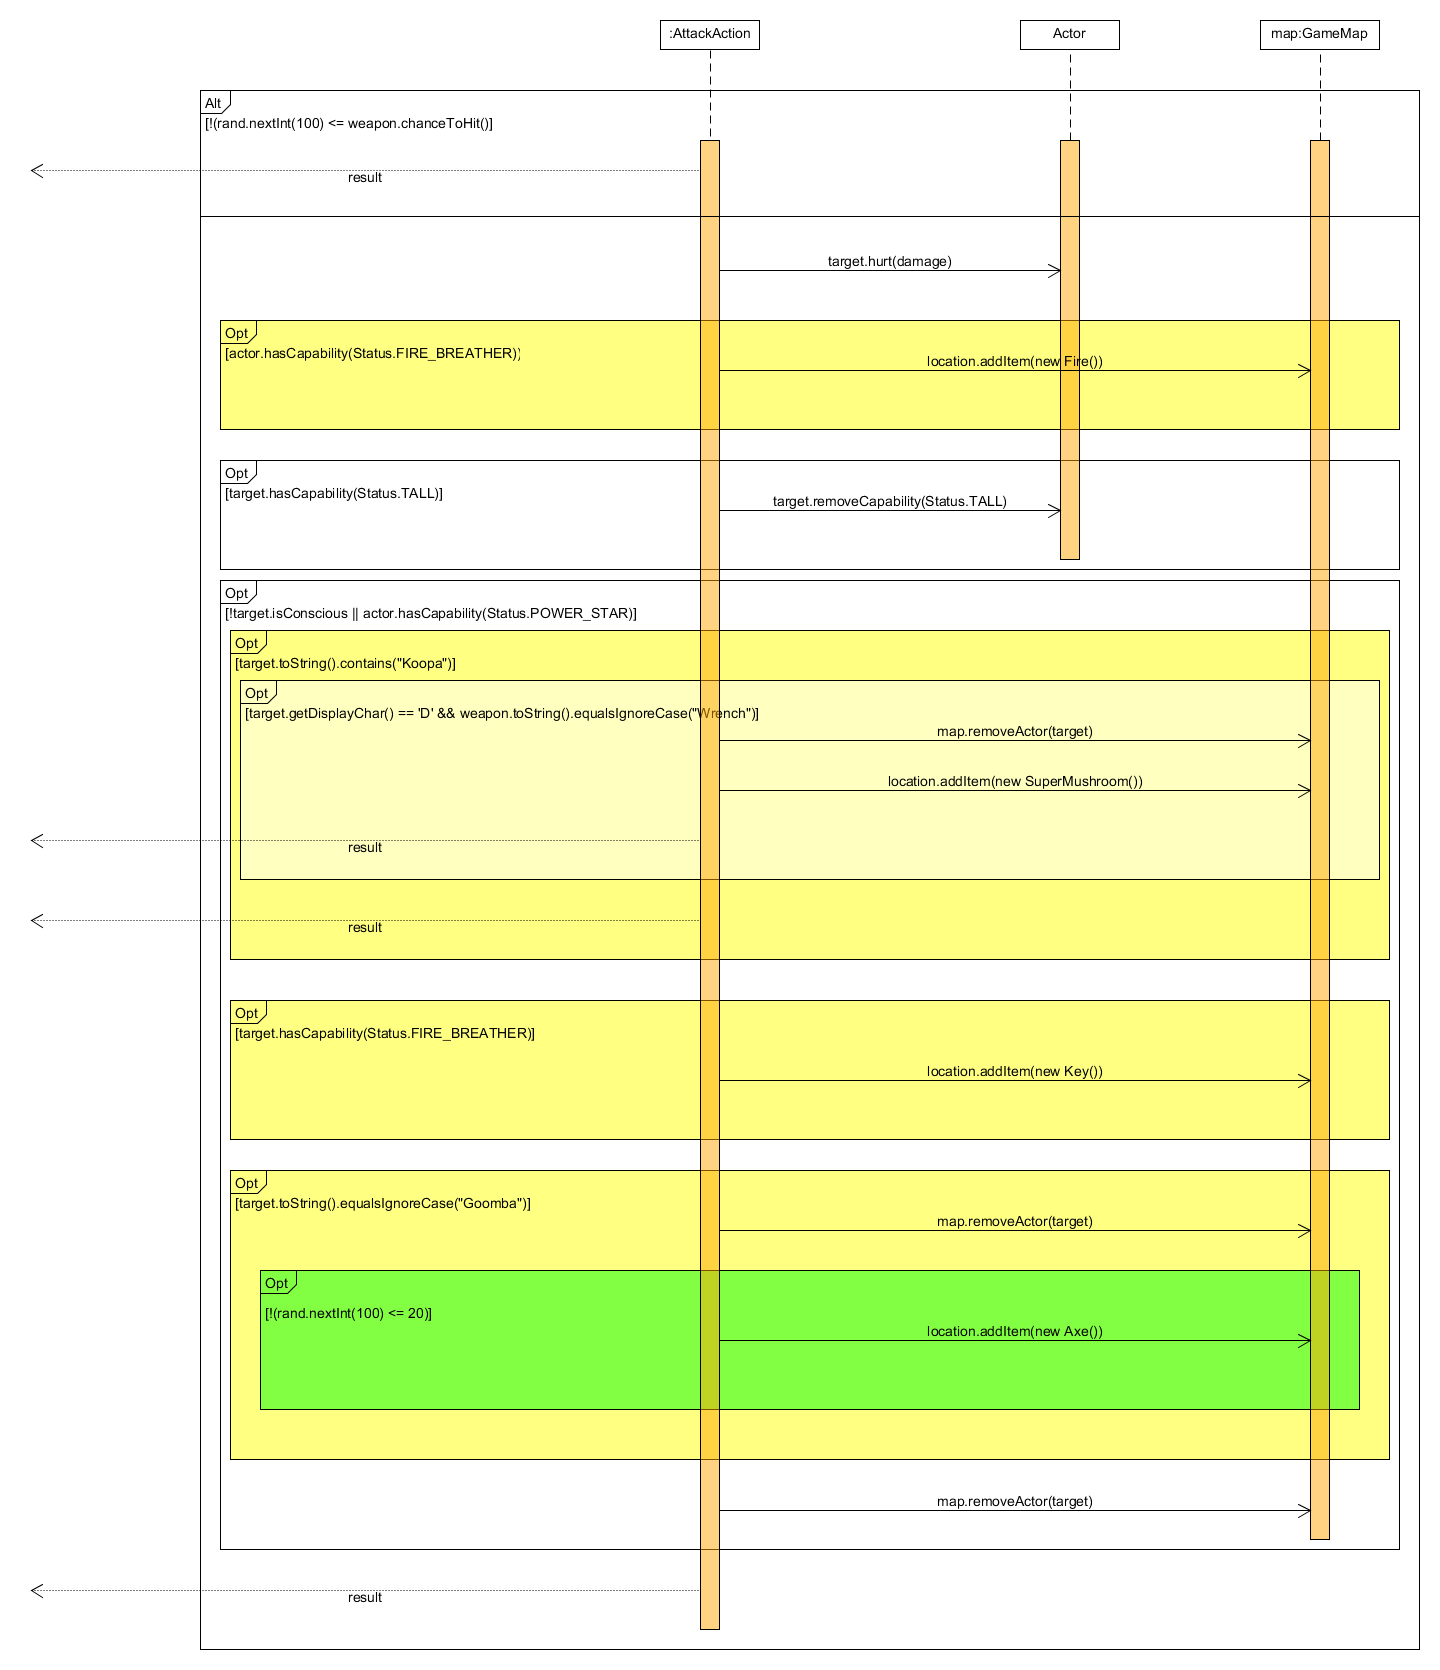 :AttackAction
Actor
map:GameMap
Alt
[!(rand.nextInt(100) <= weapon.chanceToHit()]
result
target.hurt(damage)
Opt
[actor.hasCapability(Status.FIRE_BREATHER))
location.addItem(new Fire())
Opt
[target.hasCapability(Status.TALL)]
target.removeCapability(Status.TALL)
Opt
[!target.isConscious || actor.hasCapability(Status.POWER_STAR)]
Opt
[target.toString().contains("Koopa")]
Opt
[target.getDisplayChar() == 'D' && weapon.toString().equalsIgnoreCase("Wrench")]
map.removeActor(target)
location.addItem(new SuperMushroom())
result
result
Opt
[target.hasCapability(Status.FIRE_BREATHER)]
location.addItem(new Key())
Opt
[target.toString().equalsIgnoreCase("Goomba")]
map.removeActor(target)
Opt
[!(rand.nextInt(100) <= 20)]
location.addItem(new Axe())
map.removeActor(target)
result